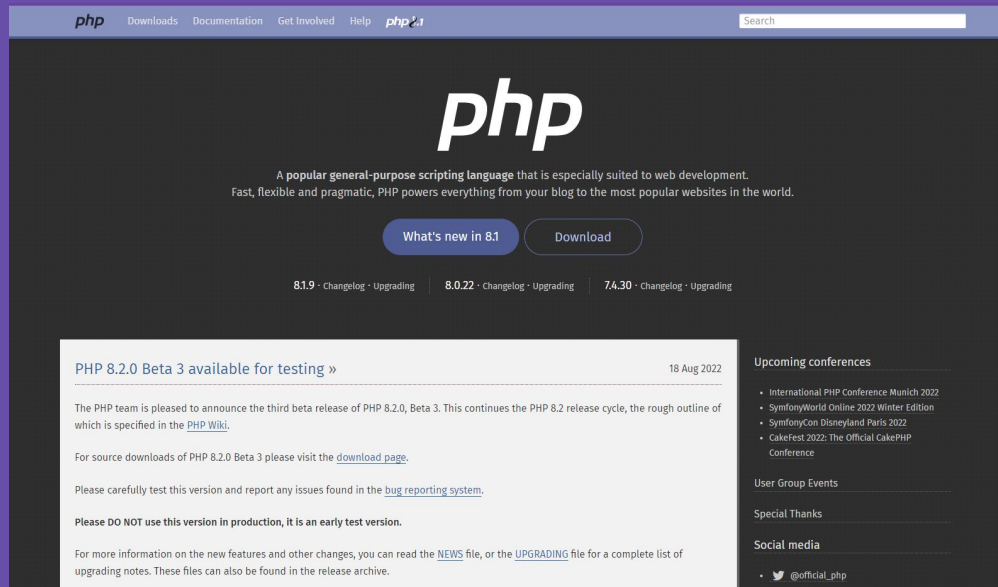 php Downloads Documentation Get Involved Help php8.1 Search
php
A popular general-purpose scripting language that is especially suited to web development.
Fast, flexible and pragmatic, PHP powers everything from your blog to the most popular websites in the world.
What's new in 8.1 Download
8.1.9 · Changelog · Upgrading 8.0.22 · Changelog · Upgrading 7.4.30 · Changelog · Upgrading
PHP 8.2.0 Beta 3 available for testing » 18 Aug 2022
The PHP team is pleased to announce the third beta release of PHP 8.2.0, Beta 3. This continues the PHP 8.2 release cycle, the rough outline of
which is specified in the PHP Wiki.
For source downloads of PHP 8.2.0 Beta 3 please visit the download page.
Please carefully test this version and report any issues found in the bug reporting system.
Please DO NOT use this version in production, it is an early test version.
For more information on the new features and other changes, you can read the NEWS file, or the UPGRADING file for a complete list of
upgrading notes. These files can also be found in the release archive.
Upcoming conferences
• International PHP Conference Munich 2022
• SymfonyWorld Online 2022 Winter Edition
• SymfonyCon Disneyland Paris 2022
• CakeFest 2022: The Official CakePHP
Conference
User Group Events
Special Thanks
Social media
• @official_php